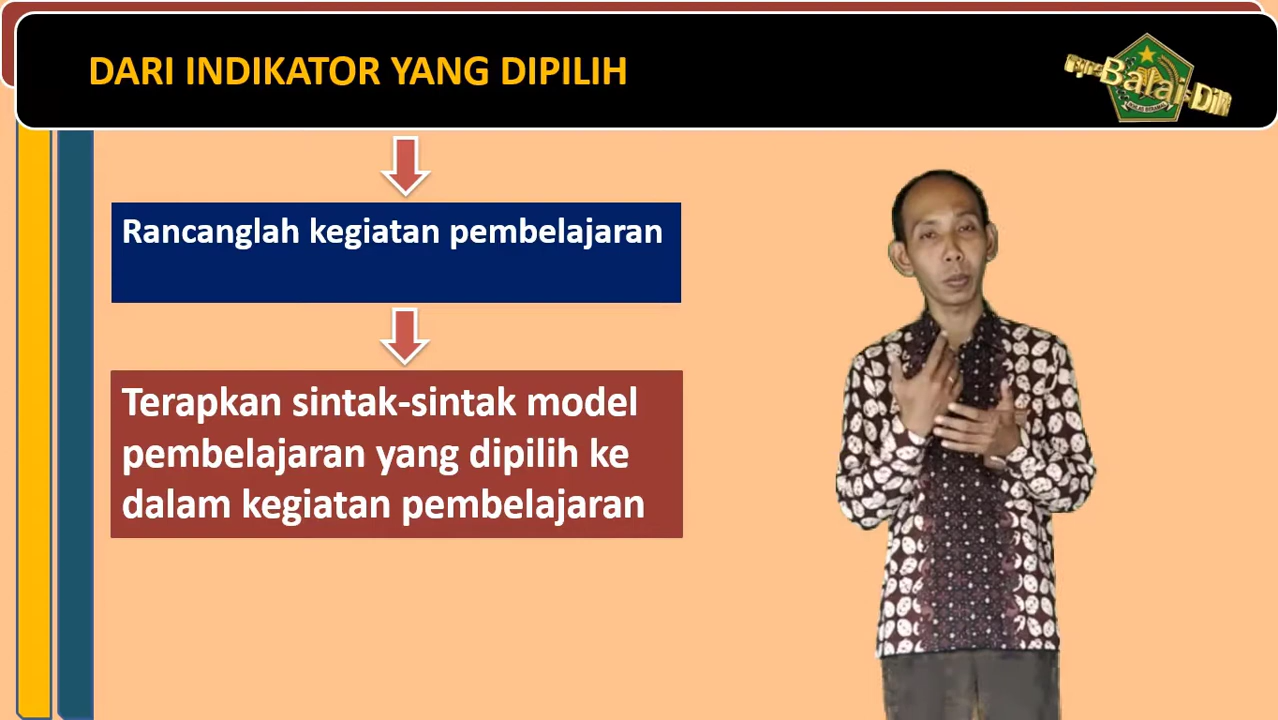 DARI INDIKATOR YANG DIPILIH
Balai Dik
Rancanglah kegiatan pembelajaran
Terapkan sintak-sintak model
pembelajaran yang dipilih ke
dalam kegiatan pembelajaran